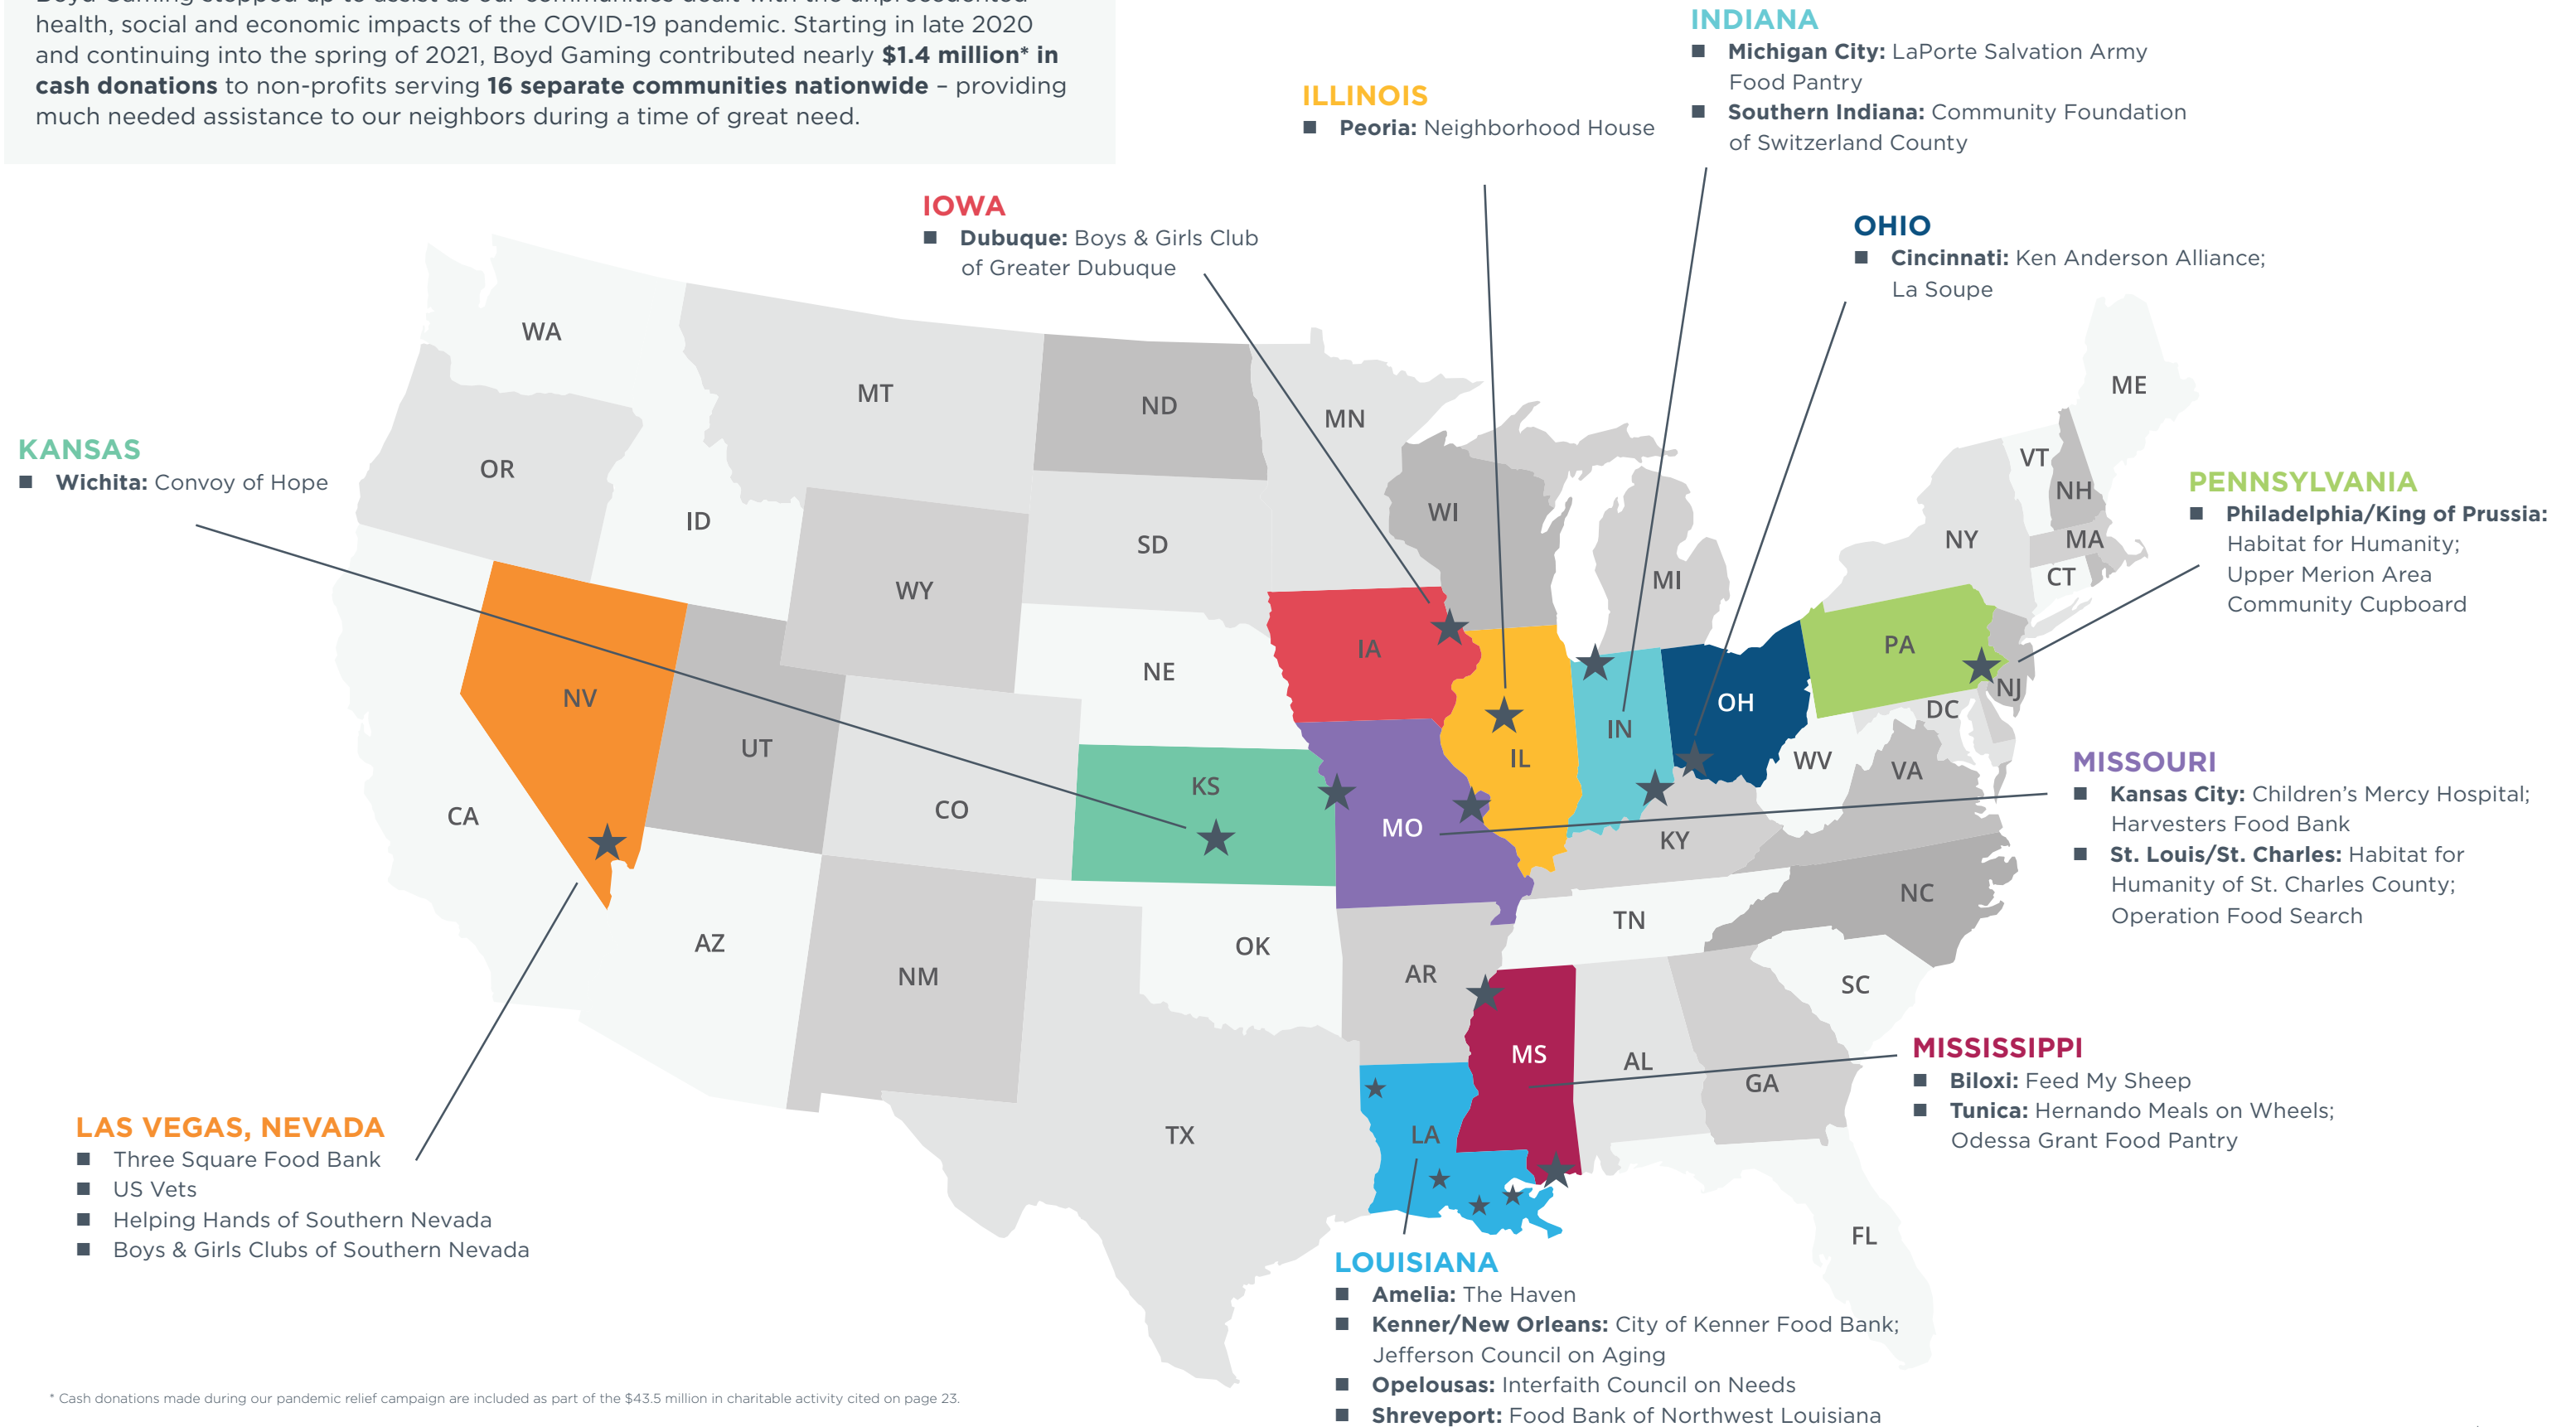 health, social and economic impacts of the COVID-19 pandemic. Starting in late 2020
and continuing into the spring of 2021, Boyd Gaming contributed nearly $1.4 million* in
cash donations to non-profits serving 16 separate communities nationwide – providing
much needed assistance to our neighbors during a time of great need.
INDIANA
■ Michigan City: LaPorte Salvation Army
Food Pantry
■ Southern Indiana: Community Foundation
of Switzerland County
ILLINOIS
■ Peoria: Neighborhood House
IOWA
■ Dubuque: Boys & Girls Club
of Greater Dubuque
OHIO
■ Cincinnati: Ken Anderson Alliance;
La Soupe
KANSAS
■ Wichita: Convoy of Hope
PENNSYLVANIA
■ Philadelphia/King of Prussia:
Habitat for Humanity;
Upper Merion Area
Community Cupboard
MISSOURI
■ Kansas City: Children's Mercy Hospital;
Harvesters Food Bank
■ St. Louis/St. Charles: Habitat for
Humanity of St. Charles County;
Operation Food Search
MISSISSIPPI
■ Biloxi: Feed My Sheep
■ Tunica: Hernando Meals on Wheels;
Odessa Grant Food Pantry
LAS VEGAS, NEVADA
■ Three Square Food Bank
■ US Vets
■ Helping Hands of Southern Nevada
■ Boys & Girls Clubs of Southern Nevada
LOUISIANA
■ Amelia: The Haven
■ Kenner/New Orleans: City of Kenner Food Bank;
Jefferson Council on Aging
■ Opelousas: Interfaith Council on Needs
■ Shreveport: Food Bank of Northwest Louisiana
WA
MT
ND
MN
ME
OR
ID
SD
WI
VT
NH
WY
MI
NY
MA
CT
NV
NE
IA
PA
NJ
UT
IL
IN
OH
DC
CA
CO
KS
MO
WV
VA
KY
AZ
NM
OK
TN
NC
AR
SC
MS
AL
GA
TX
LA
FL
* Cash donations made during our pandemic relief campaign are included as part of the $43.5 million in charitable activity cited on page 23.